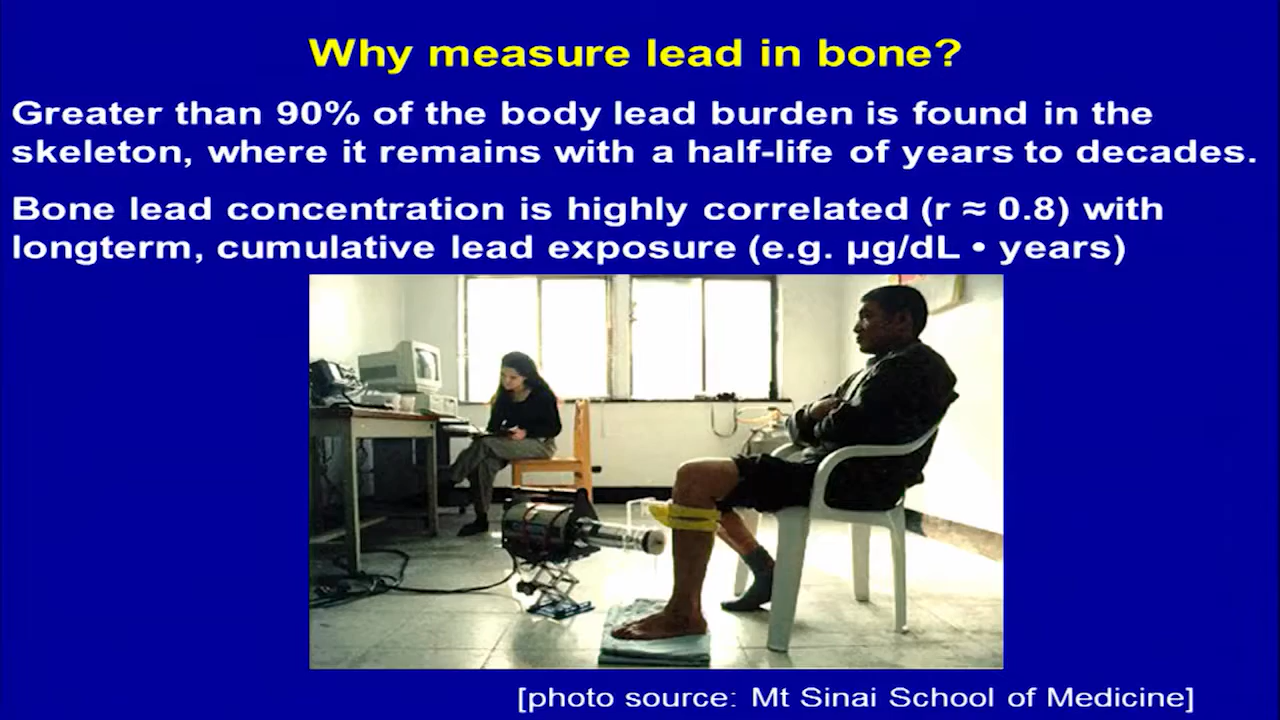 Why measure lead in bone?
Greater than 90% of the body lead burden is found in the
skeleton, where it remains with a half-life of years to decades.
Bone lead concentration is highly correlated (r ≈ 0.8) with
longterm, cumulative lead exposure (e.g. µg/dL • years)
[photo source: Mt Sinai School of Medicine]